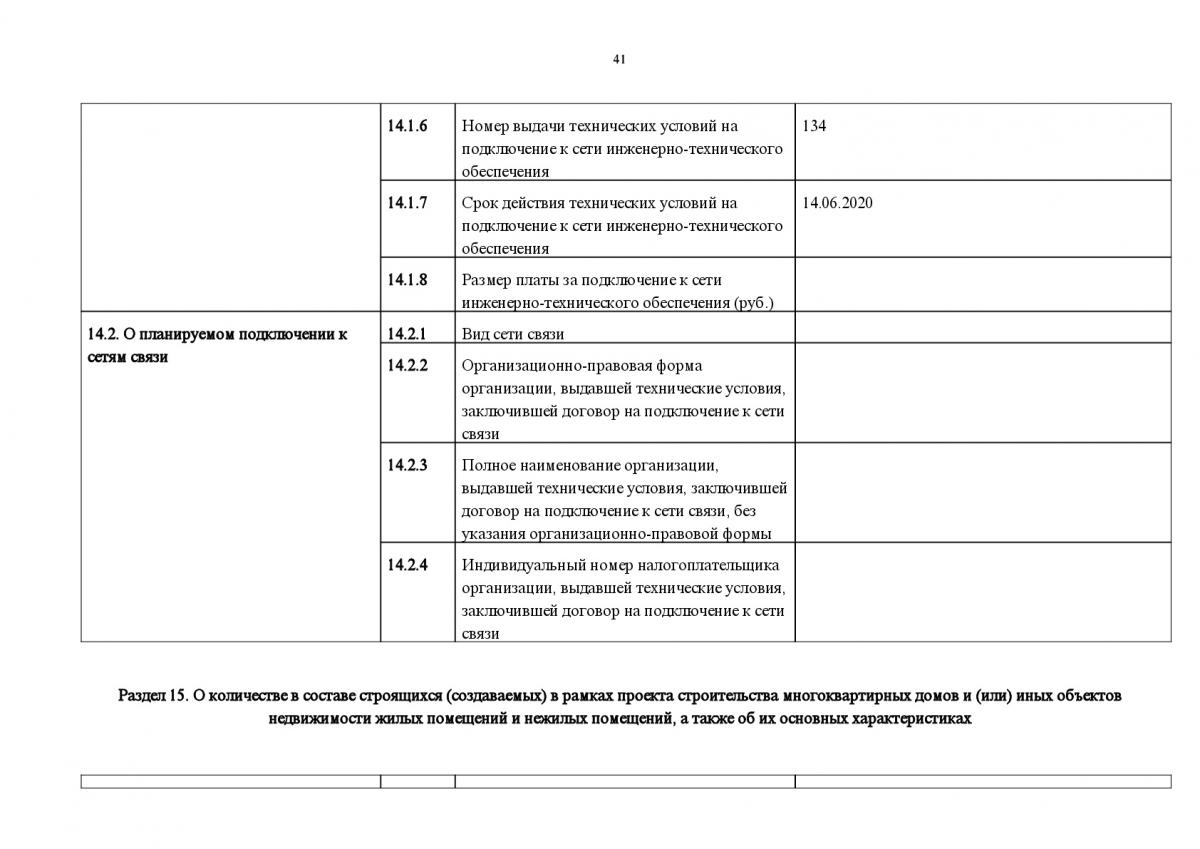 41
14.1.6
Номер выдачи технических условий на
подключение к сети инженерно-технического
обеспечения
134
14.1.7
Срок действия технических условий на
подключение к сети инженерно-технического
обеспечения
14.06.2020
14.1.8
Размер платы за подключение к сети
инженерно-технического обеспечения (руб.)
14.2. О планируемом подключении к
сетям связи
14.2.1
Вид сети связи
14.2.2
Организационно-правовая форма
организации, выдавшей технические условия,
заключившей договор на подключение к сети
связи
14.2.3
Полное наименование организации,
выдавшей технические условия, заключившей
договор на подключение к сети связи, без
указания организационно-правовой формы
14.2.4
Индивидуальный номер налогоплательщика
организации, выдавшей технические условия,
заключившей договор на подключение к сети
связи
Раздел 15. О количестве в составе строящихся (создаваемых) в рамках проекта строительства многоквартирных домов и (или) иных объектов
недвижимости жилых помещений и нежилых помещений, а также об их основных характеристиках